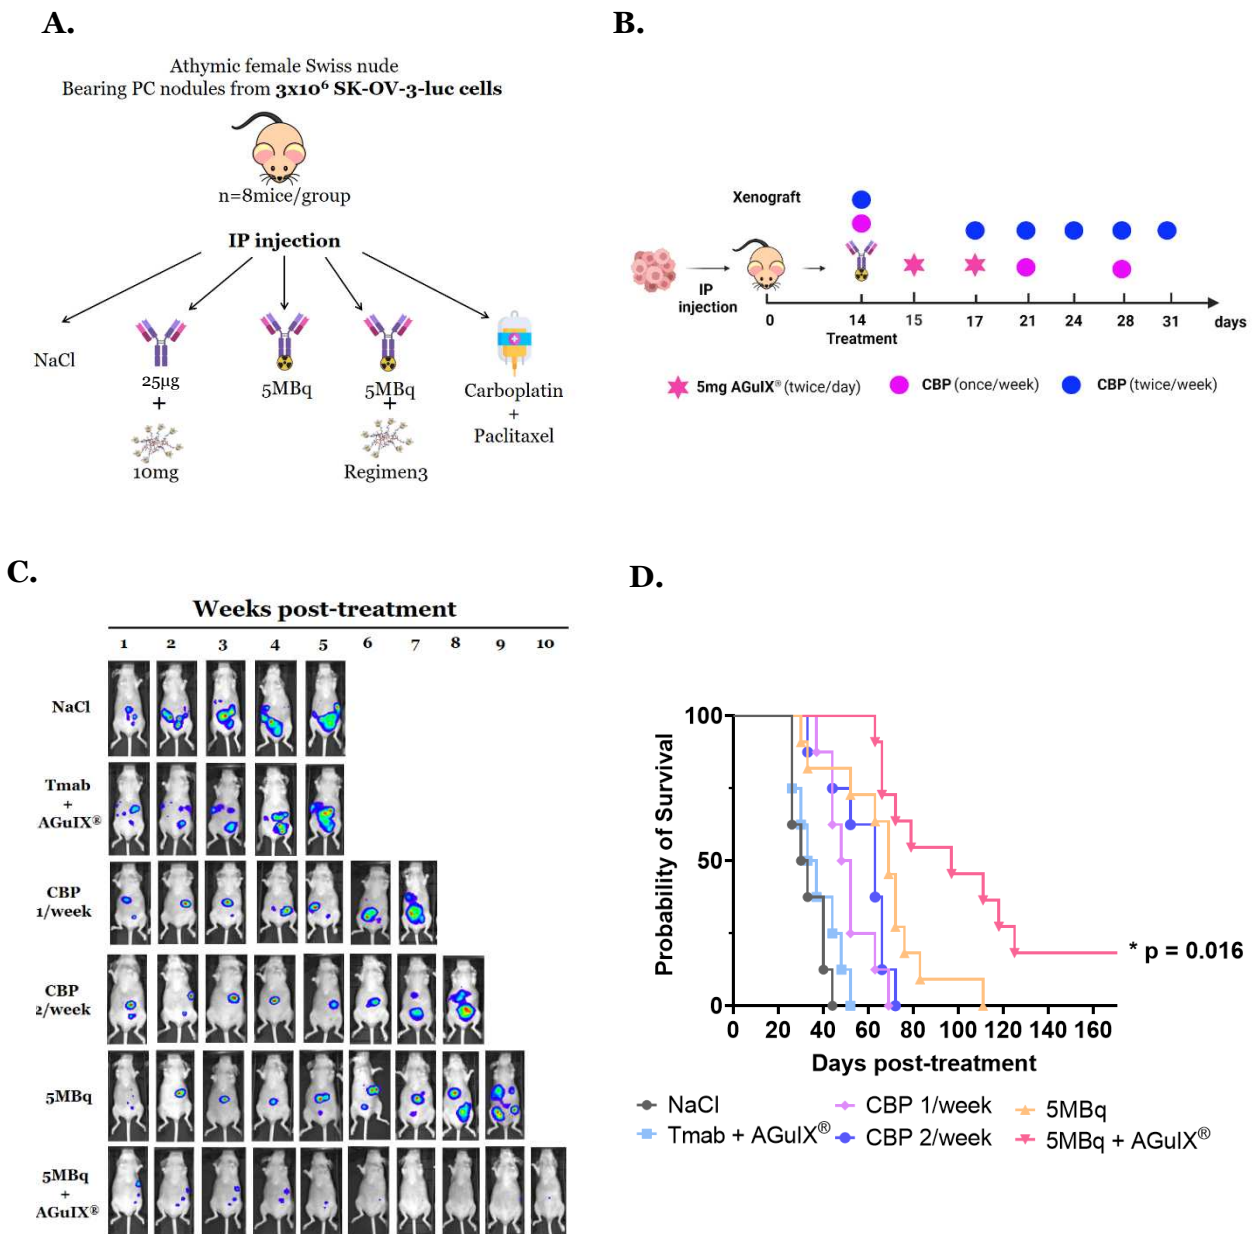 A.
Athymic female Swiss nude
Bearing PC nodules from 3x10⁶ SK-OV-3-luc cells
n=8mice/group
IP injection
NaCl
25µg
+
10mg
5MBq
5MBq
+
Regimen3
Carboplatin
+
Paclitaxel
B.
Xenograft
IP
injection
0
14
15
17
21
24
28
31
days
Treatment
5mg AGuIX® (twice/day)
CBP (once/week)
CBP (twice/week)
C.
Weeks post-treatment
1 2 3 4 5 6 7 8 9 10
NaCl
Tmab
+
AGuIX®
CBP
1/week
CBP
2/week
5MBq
5MBq
+
AGuIX®
D.
Probability of Survival
100
50
0
* p = 0.016
0 20 40 60 80 100 120 140 160
Days post-treatment
NaCl
Tmab + AGuIX®
CBP 1/week
CBP 2/week
5MBq
5MBq + AGuIX®